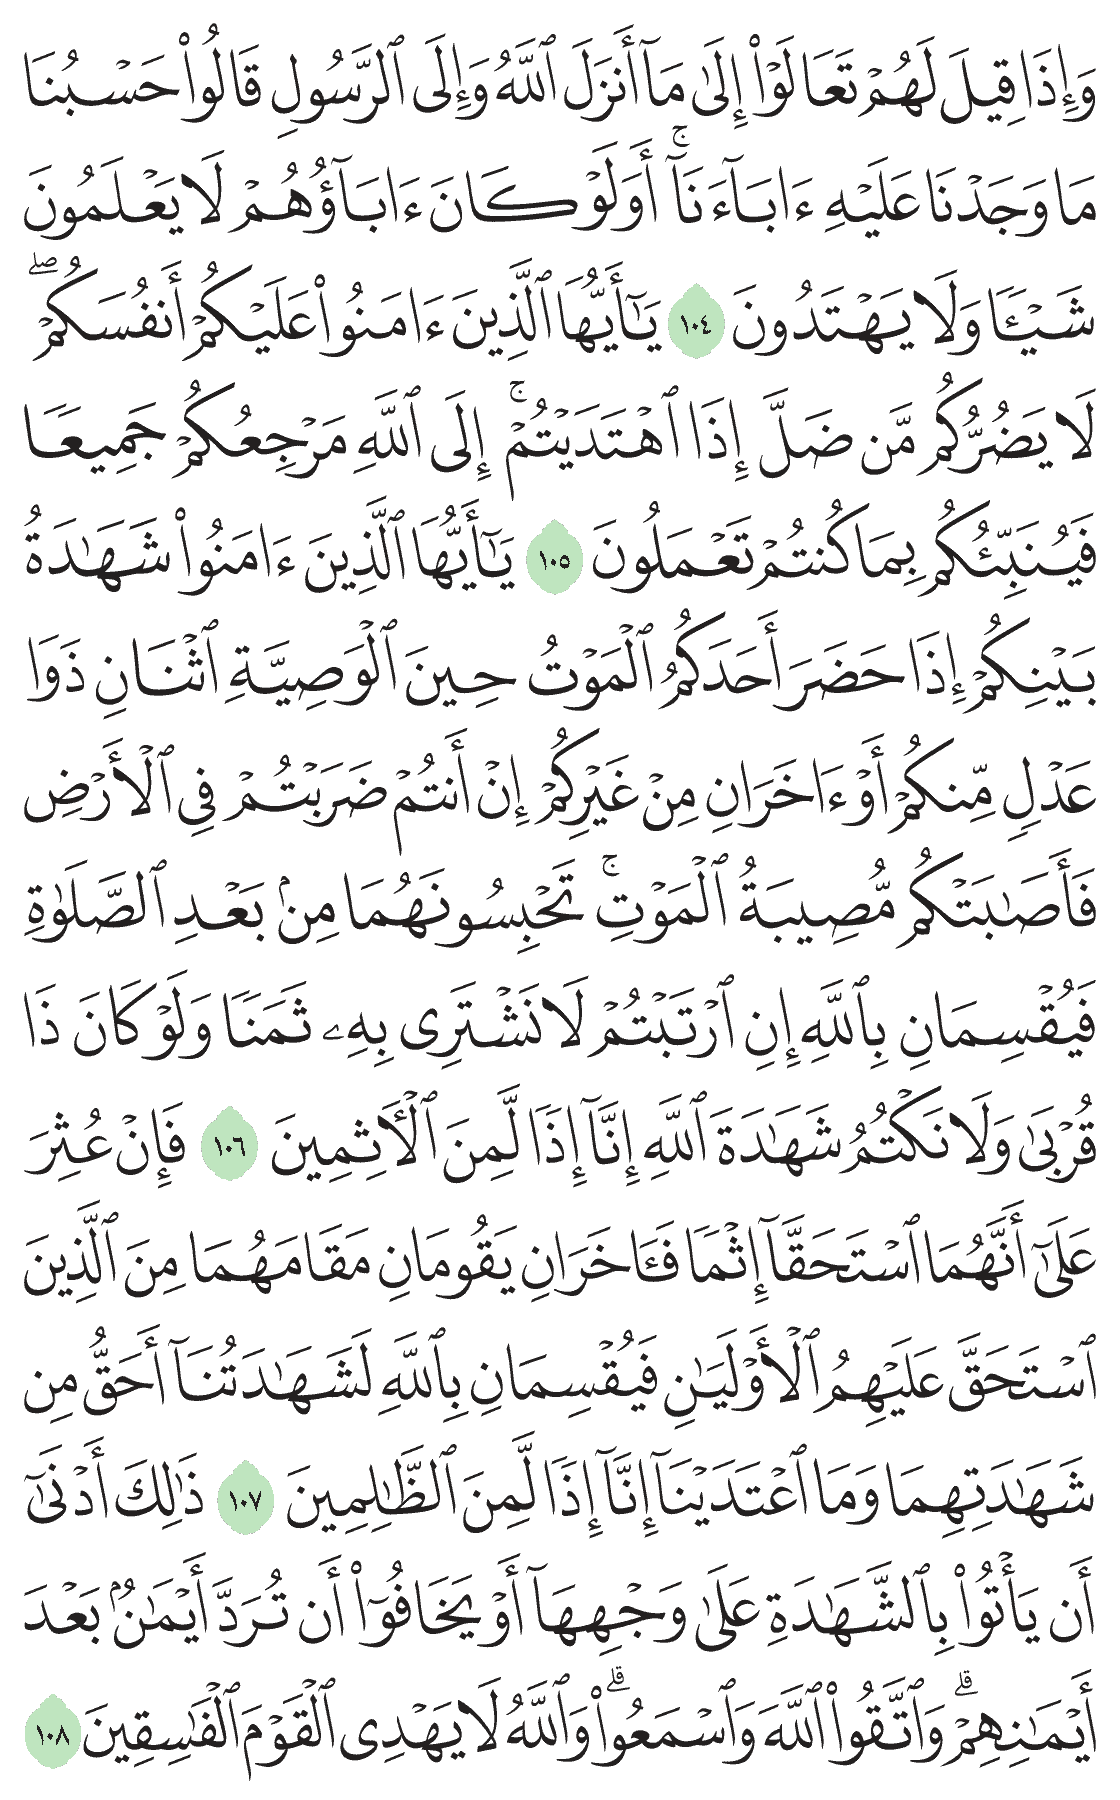 وَإِذَا قِيلَ لَهُمْ تَعَالَوْا۟ إِلَىٰ مَآ أَنزَلَ ٱللَّهُ وَإِلَى ٱلرَّسُولِ قَالُوا۟ حَسْبُنَا
مَا وَجَدْنَا عَلَيْهِ ءَابَآءَنَآ ۚ أَوَلَوْ كَانَ ءَابَآؤُهُمْ لَا يَعْلَمُونَ
شَيْـًٔا وَلَا يَهْتَدُونَ ١٠٤ يَـٰٓأَيُّهَا ٱلَّذِينَ ءَامَنُوا۟ عَلَيْكُمْ أَنفُسَكُمْ ۖ
لَا يَضُرُّكُم مَّن ضَلَّ إِذَا ٱهْتَدَيْتُمْ ۚ إِلَى ٱللَّهِ مَرْجِعُكُمْ جَمِيعًا
فَيُنَبِّئُكُم بِمَا كُنتُمْ تَعْمَلُونَ ١٠٥ يَـٰٓأَيُّهَا ٱلَّذِينَ ءَامَنُوا۟ شَهَـٰدَةُ
بَيْنِكُمْ إِذَا حَضَرَ أَحَدَكُمُ ٱلْمَوْتُ حِينَ ٱلْوَصِيَّةِ ٱثْنَانِ ذَوَا
عَدْلٍ مِّنكُمْ أَوْ ءَاخَرَانِ مِنْ غَيْرِكُمْ إِنْ أَنتُمْ ضَرَبْتُمْ فِى ٱلْأَرْضِ
فَأَصَـٰبَتْكُم مُّصِيبَةُ ٱلْمَوْتِ ۚ تَحْبِسُونَهُمَا مِنۢ بَعْدِ ٱلصَّلَوٰةِ
فَيُقْسِمَانِ بِٱللَّهِ إِنِ ٱرْتَبْتُمْ لَا نَشْتَرِى بِهِۦ ثَمَنًا وَلَوْ كَانَ ذَا
قُرْبَىٰ وَلَا نَكْتُمُ شَهَـٰدَةَ ٱللَّهِ إِنَّآ إِذًا لَّمِنَ ٱلْـَٔاثِمِينَ ١٠٦ فَإِنْ عُثِرَ
عَلَىٰٓ أَنَّهُمَا ٱسْتَحَقَّآ إِثْمًا فَـَٔاخَرَانِ يَقُومَانِ مَقَامَهُمَا مِنَ ٱلَّذِينَ
ٱسْتَحَقَّ عَلَيْهِمُ ٱلْأَوْلَيَـٰنِ فَيُقْسِمَانِ بِٱللَّهِ لَشَهَـٰدَتُنَآ أَحَقُّ مِن
شَهَـٰدَتِهِمَا وَمَا ٱعْتَدَيْنَآ إِنَّآ إِذًا لَّمِنَ ٱلظَّـٰلِمِينَ ١٠٧ ذَٰلِكَ أَدْنَىٰٓ
أَن يَأْتُوا۟ بِٱلشَّهَـٰدَةِ عَلَىٰ وَجْهِهَآ أَوْ يَخَافُوٓا۟ أَن تُرَدَّ أَيْمَـٰنٌۢ بَعْدَ
أَيْمَـٰنِهِمْ ۗ وَٱتَّقُوا۟ ٱللَّهَ وَٱسْمَعُوا۟ ۗ وَٱللَّهُ لَا يَهْدِى ٱلْقَوْمَ ٱلْفَـٰسِقِينَ ١٠٨